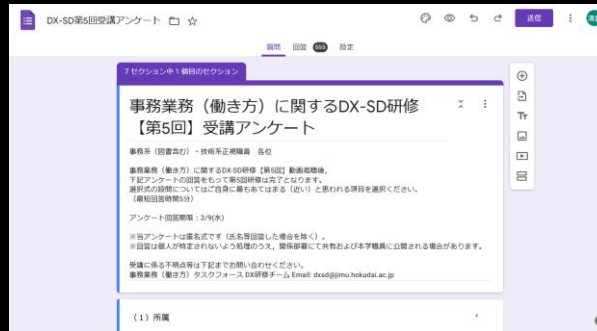 DX-SD第5回受講アンケート
送信
質問 回答 555 設定
7 セクション中 1 個目のセクション
事務業務（働き方）に関するDX-SD研修
【第5回】受講アンケート
事務系（図書含む）・技術系正規職員 各位
事務業務（働き方）に関するDX-SD研修【第5回】動画視聴後，
下記アンケートの回答をもって第5回研修は完了となります。
選択式の設問についてはご自身に最もあてはまる（近い）と思われる項目を選択ください。
（最短回答時間5分）
アンケート回答期限：3/9(水)
※当アンケートは匿名式です（氏名等回答した場合を除く）。
※回答は個人が特定されないよう処理のうえ，関係部署にて共有および本学職員に公開される場合があります。
受講に係る不明点等は下記までお問い合わせください。
事務業務（働き方）タスクフォース DX研修チーム Email: dxsd@jimu.hokudai.ac.jp
（1）所属
*
Tт